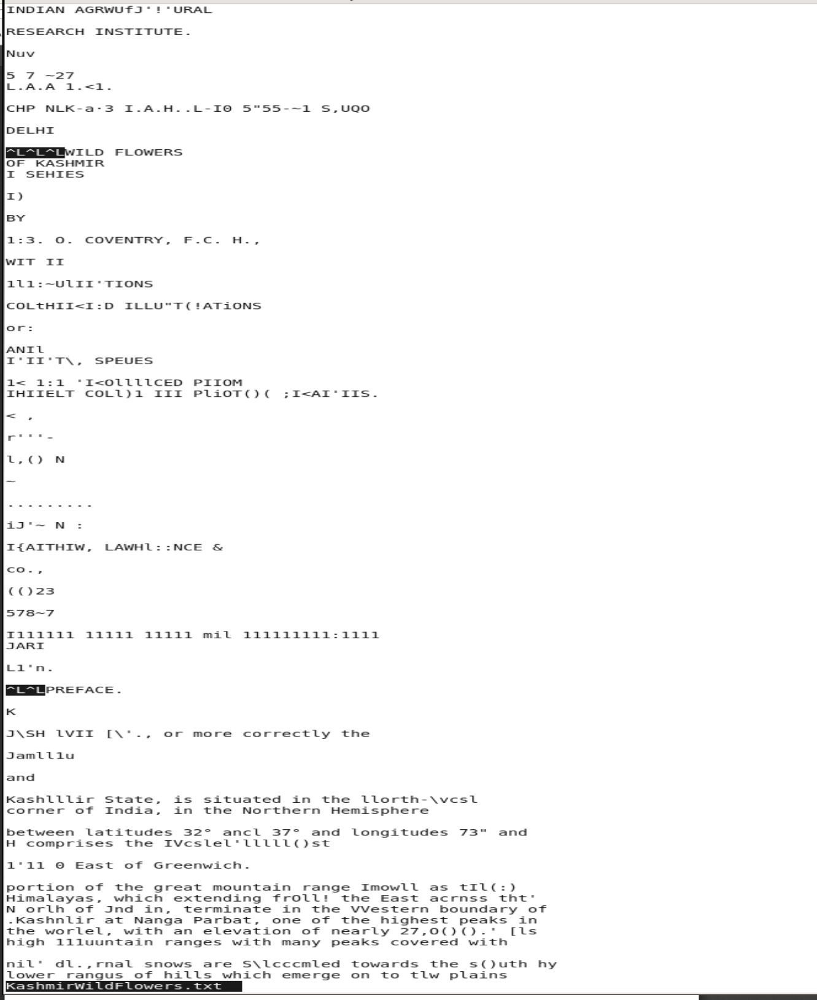 INDIAN AGRWUfJ'!'URAL
RESEARCH INSTITUTE.
Nuv
5 7 ~27
L.A.A 1.<1.
CHP NLK-a·3 I.A.H..L-I0 5"55-~1 S,UQO
DELHI
^L^L^LWILD FLOWERS
OF KASHMIR
I SEHIES
I)
BY
1:3. O. COVENTRY, F.C. H.,
WIT II
1l1:~UlII'TIONS
COLtHII<I:D ILLU"T(!ATiONS
or:
ANIl
I'II'T\, SPEUES
1< 1:1 'I<OllllCED PIIOM
IHIIELT COLl)1 III PliOT()( ;I<AI'IIS.
< ,
r'''-
l,() N
~
.........
iJ'~ N :
I{AITHIW, LAWHl::NCE &
co.,
(()23
578~7
I111111 11111 11111 mil 111111111:1111
JARI
L1'n.
^L^LPREFACE.
K
J\SH lVII [\'., or more correctly the
Jamll1u
and
Kashlllir State, is situated in the llorth-\vcsl
corner of India, in the Northern Hemisphere
between latitudes 32° ancl 37° and longitudes 73" and
H comprises the IVcslel'lllll()st
1'11 0 East of Greenwich.
portion of the great mountain range Imowll as tIl(:)
Himalayas, which extending frOll! the East acrnss tht'
N orlh of Jnd in, terminate in the VVestern boundary of
.Kashnlir at Nanga Parbat, one of the highest peaks in
the worlel, with an elevation of nearly 27,0()().' [ls
high 111uuntain ranges with many peaks covered with
nil' dl.,rnal snows are S\lcccmled towards the s()uth hy
lower rangus of hills which emerge on to tlw plains
KashmirWildFlowers.txt